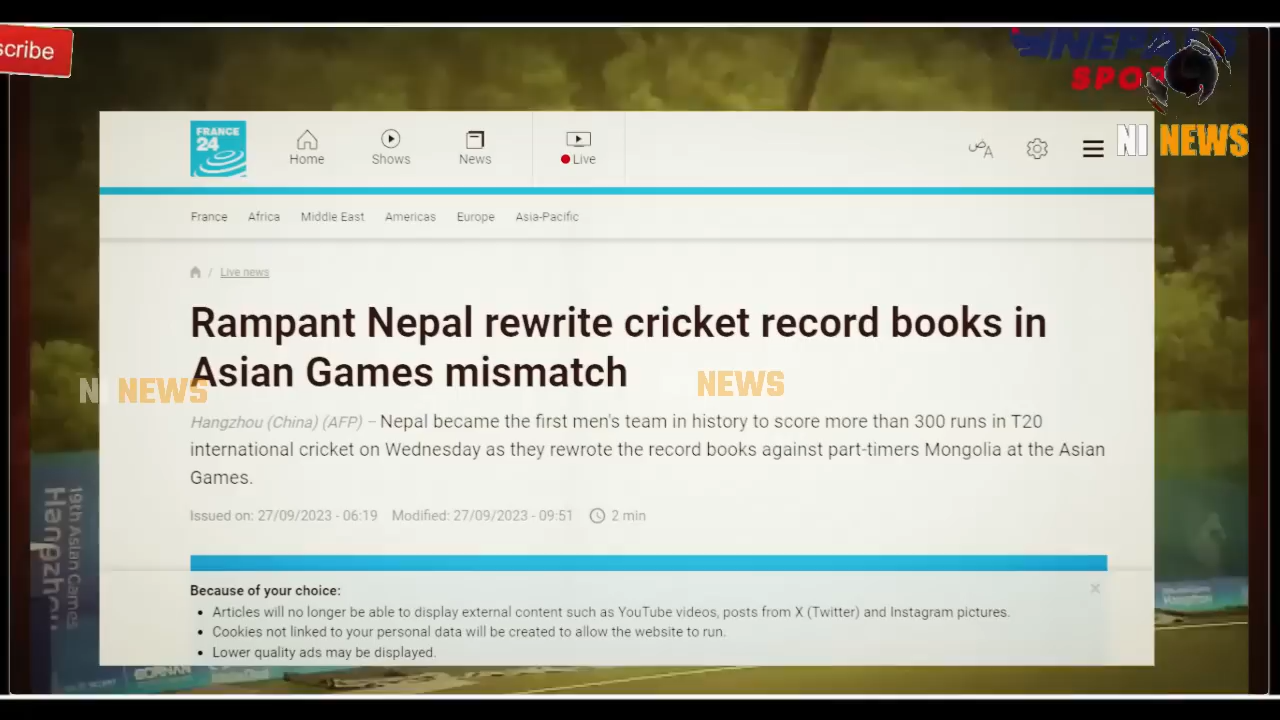 scribe
SPO
NI NEWS
FRANCE
24
Home
Shows
News
Live
France
Africa
Middle East
Americas
Europe
Asia-Pacific
Live news
Rampant Nepal rewrite cricket record books in
Asian Games mismatch
NI NEWS
NEWS
Hangzhou (China) (AFP) – Nepal became the first men's team in history to score more than 300 runs in T20
international cricket on Wednesday as they rewrote the record books against part-timers Mongolia at the Asian
Games.
Issued on: 27/09/2023 - 06:19 Modified: 27/09/2023 - 09:51 2 min
19th Asian Games
Hangzhou
Because of your choice:
• Articles will no longer be able to display external content such as YouTube videos, posts from X (Twitter) and Instagram pictures.
• Cookies not linked to your personal data will be created to allow the website to run.
• Lower quality ads may be displayed.